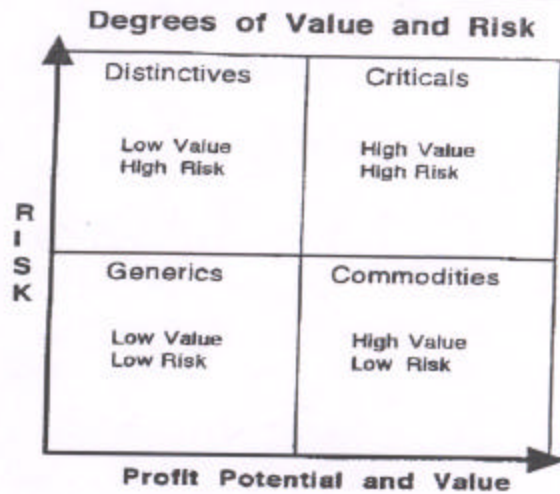 Degrees of Value and Risk
Distinctives
Low Value
High Risk
Criticals
High Value
High Risk
RISK
Generics
Low Value
Low Risk
Commodities
High Value
Low Risk
Profit Potential and Value